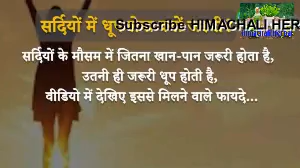 सर्दियों में धू
Subscribe HIMACHALI HER
सर्दियों के मौसम में जितना खान-पान जरूरी होता है,
उतनी ही जरूरी धूप होती है,
वीडियो में देखिए इससे मिलने वाले फायदे...